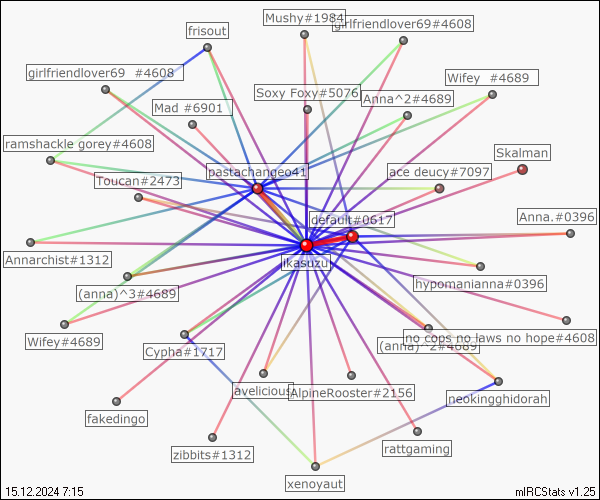 Mushy#1984
girlfriendlover69#4608
frisout
girlfriendlover69 #4608
Wifey #4689
Soxy Foxy#5076
Anna^2#4689
Mad #6901
ramshackle gorey#4608
Skalman
pastachangeo41
ace deucy#7097
Toucan#2473
default#0617
Anna.#0396
Annarchist#1312
ikasuzu
hypomanianna#0396
(anna)^3#4689
Wifey#4689
no cops no laws no hope#4608
(anna)^2#4689
Cypha#1717
avelicious
AlpineRooster#2156
neokingghidorah
fakedingo
rattgaming
zibbits#1312
xenoyaut
15.12.2024 7:15
mIRCStats v1.25